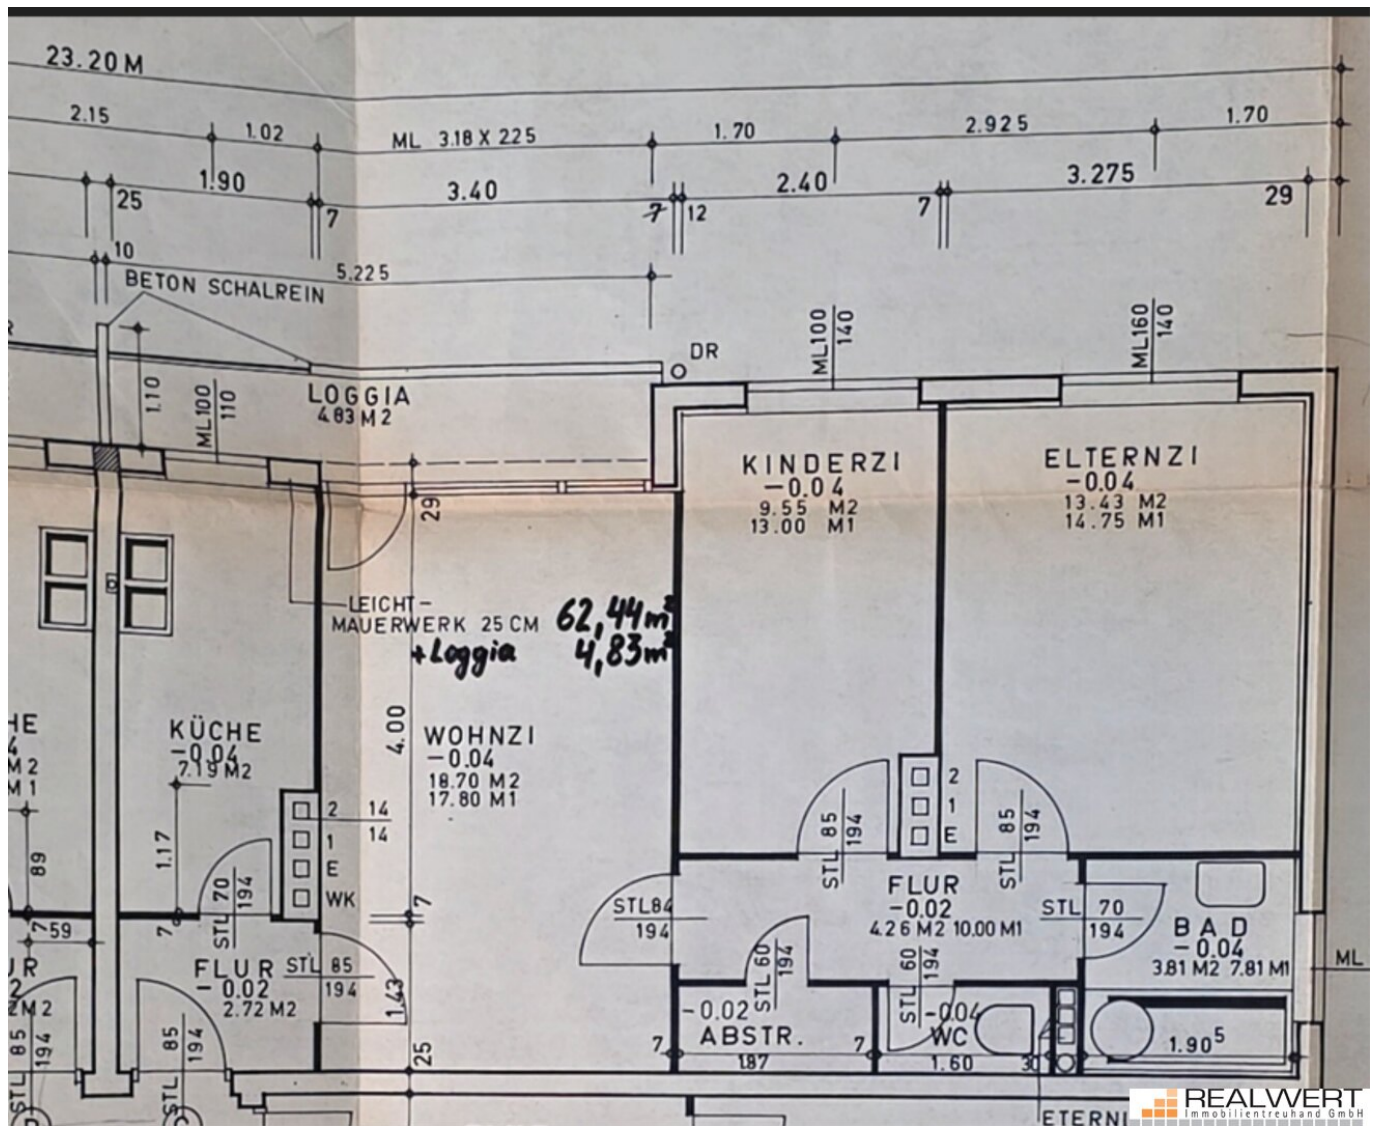 23.20 M
2.15
1.02
ML 3.18 X 225
1.70
2.925
1.70
25
1.90
7
3.40
7
12
2.40
7
3.275
29
10
5.225
BETON SCHALREIN
DR
ML100
140
ML160
140
1.10
ML100
110
LOGGIA
4.83 M2
29
KINDERZI
-0.04
9.55 M2
13.00 M1
ELTERNZI
-0.04
13.43 M2
14.75 M1
LEICHT-
MAUERWERK 25 CM
62,44m²
+Loggia 4,83m²
KÜCHE
-0.04
7.19 M2
4.00
WOHNZI
-0.04
18.70 M2
17.80 M1
HE
M2
M1
89
1.17
2
1
E
WK
14
14
2
1
E
STL 85
194
STL 85
194
7
59
7
STL 70
194
7
STL 84
194
FLUR
-0.02
4.26 M2 10.00 M1
STL 70
194
BAD
-0.04
3.81 M2 7.81 M1
ML
FLUR
-0.02
2.72 M2
STL 85
194
1.43
STL 60
194
STL 60
194
UR
M2
STL 85
194
STL 85
194
25
-0.02
ABSTR.
7
1.87
7
-0.04
WC
1.60
30
1.90⁵
ETERNI
REALWERT
Immobilientreuhand GmbH